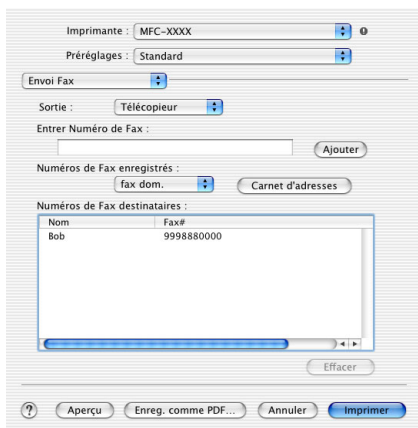 Imprimante : MFC-XXXX
Préréglages : Standard
Envoi Fax
Sortie : Télécopieur
Entrer Numéro de Fax :
Ajouter
Numéros de Fax enregistrés :
fax dom. Carnet d'adresses
Numéros de Fax destinataires :
Nom Fax#
Bob 9998880000
Effacer
? Aperçu Enreg. comme PDF... Annuler Imprimer